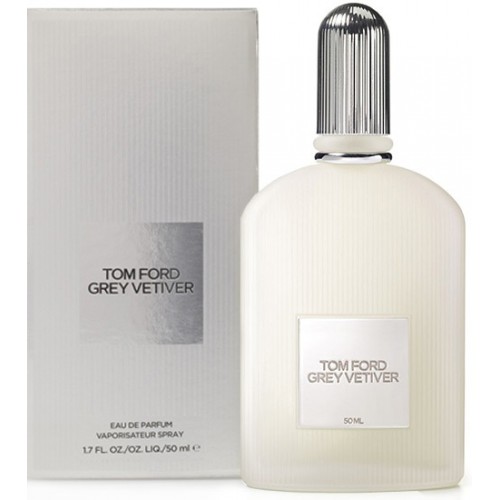 TOM FORD
GREY VETIVER
EAU DE PARFUM
VAPORISATEUR SPRAY
1.7 FL. OZ./OZ. LIQ./50 ml ℮
TOM FORD
GREY VETIVER
50 ML